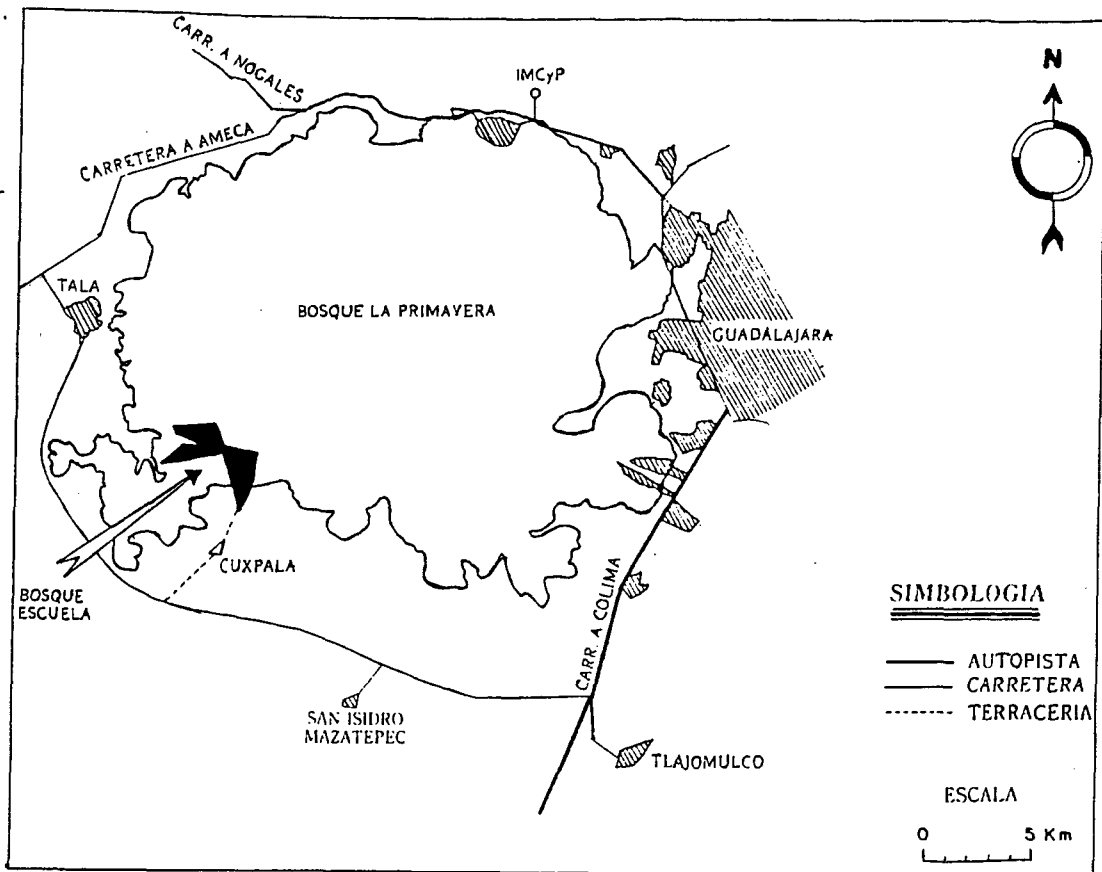 CARR. A NOGALES
IMCyP
N
CARRETERA A AMECA
TALA
BOSQUE LA PRIMAVERA
GUADALAJARA
CUXPALA
BOSQUE
ESCUELA
CARR. A COLIMA
SAN ISIDRO
MAZATEPEC
TLAJOMULCO
SIMBOLOGIA
AUTOPISTA
CARRETERA
TERRACERIA
ESCALA
0 5 Km